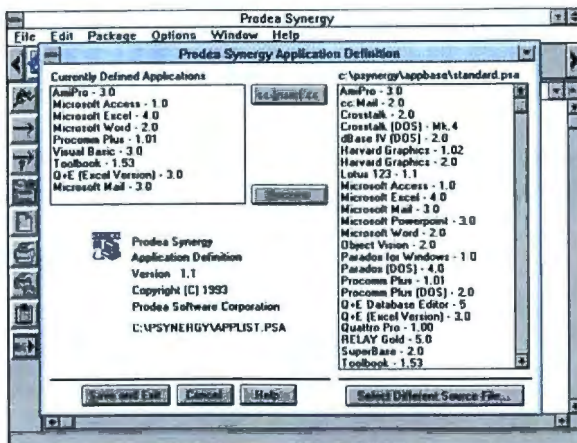 Prodea Synergy
File Edit Package Options Window Help
Prodea Synergy Application Definition
Currently Defined Applications
AmiPro - 3.0
Microsoft Access - 1.0
Microsoft Excel - 4.0
Microsoft Word - 2.0
Procomm Plus - 1.01
Visual Basic - 3.0
Toolbook - 1.53
Q+E (Excel Version) - 3.0
Microsoft Mail - 3.0
Prodea Synergy
Application Definition
Version 1.1
Copyright (C) 1993
Prodea Software Corporation
C:\PSYNERGY\APPLIST.PSA
c:\psynergy\appbase\standard.psa
AmiPro - 3.0
cc:Mail - 2.0
Crosstalk - 2.0
Crosstalk (DOS) - Mk.4
dBase IV (DOS) - 2.0
Harvard Graphics - 1.02
Harvard Graphics - 2.0
Lotus 123 - 1.1
Microsoft Access - 1.0
Microsoft Excel - 4.0
Microsoft Mail - 3.0
Microsoft Powerpoint - 3.0
Microsoft Word - 2.0
Object Vision - 2.0
Paradox for Windows - 1.0
Paradox (DOS) - 4.0
Procomm Plus - 1.01
Procomm Plus (DOS) - 2.0
Q+E Database Editor - 5
Q+E (Excel Version) - 3.0
Quattro Pro - 1.00
RELAY Gold - 5.0
SuperBase - 2.0
Toolbook - 1.53
Save and Exit Cancel Help Select Different Source File...